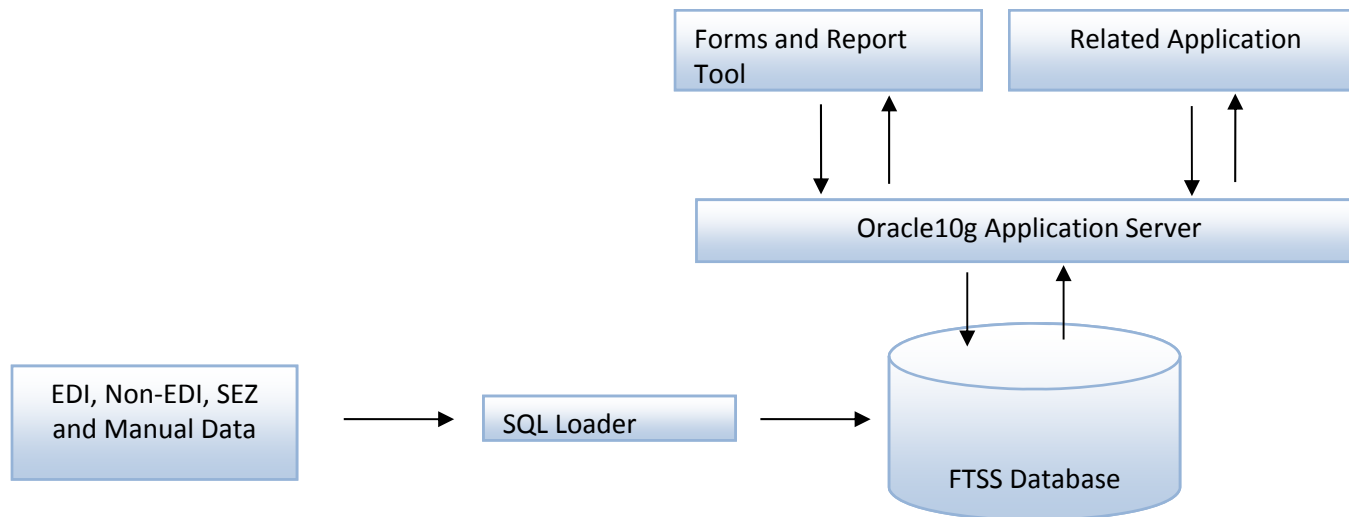 Forms and Report
Tool
Related Application
Oracle10g Application Server
EDI, Non-EDI, SEZ
and Manual Data
SQL Loader
FTSS Database